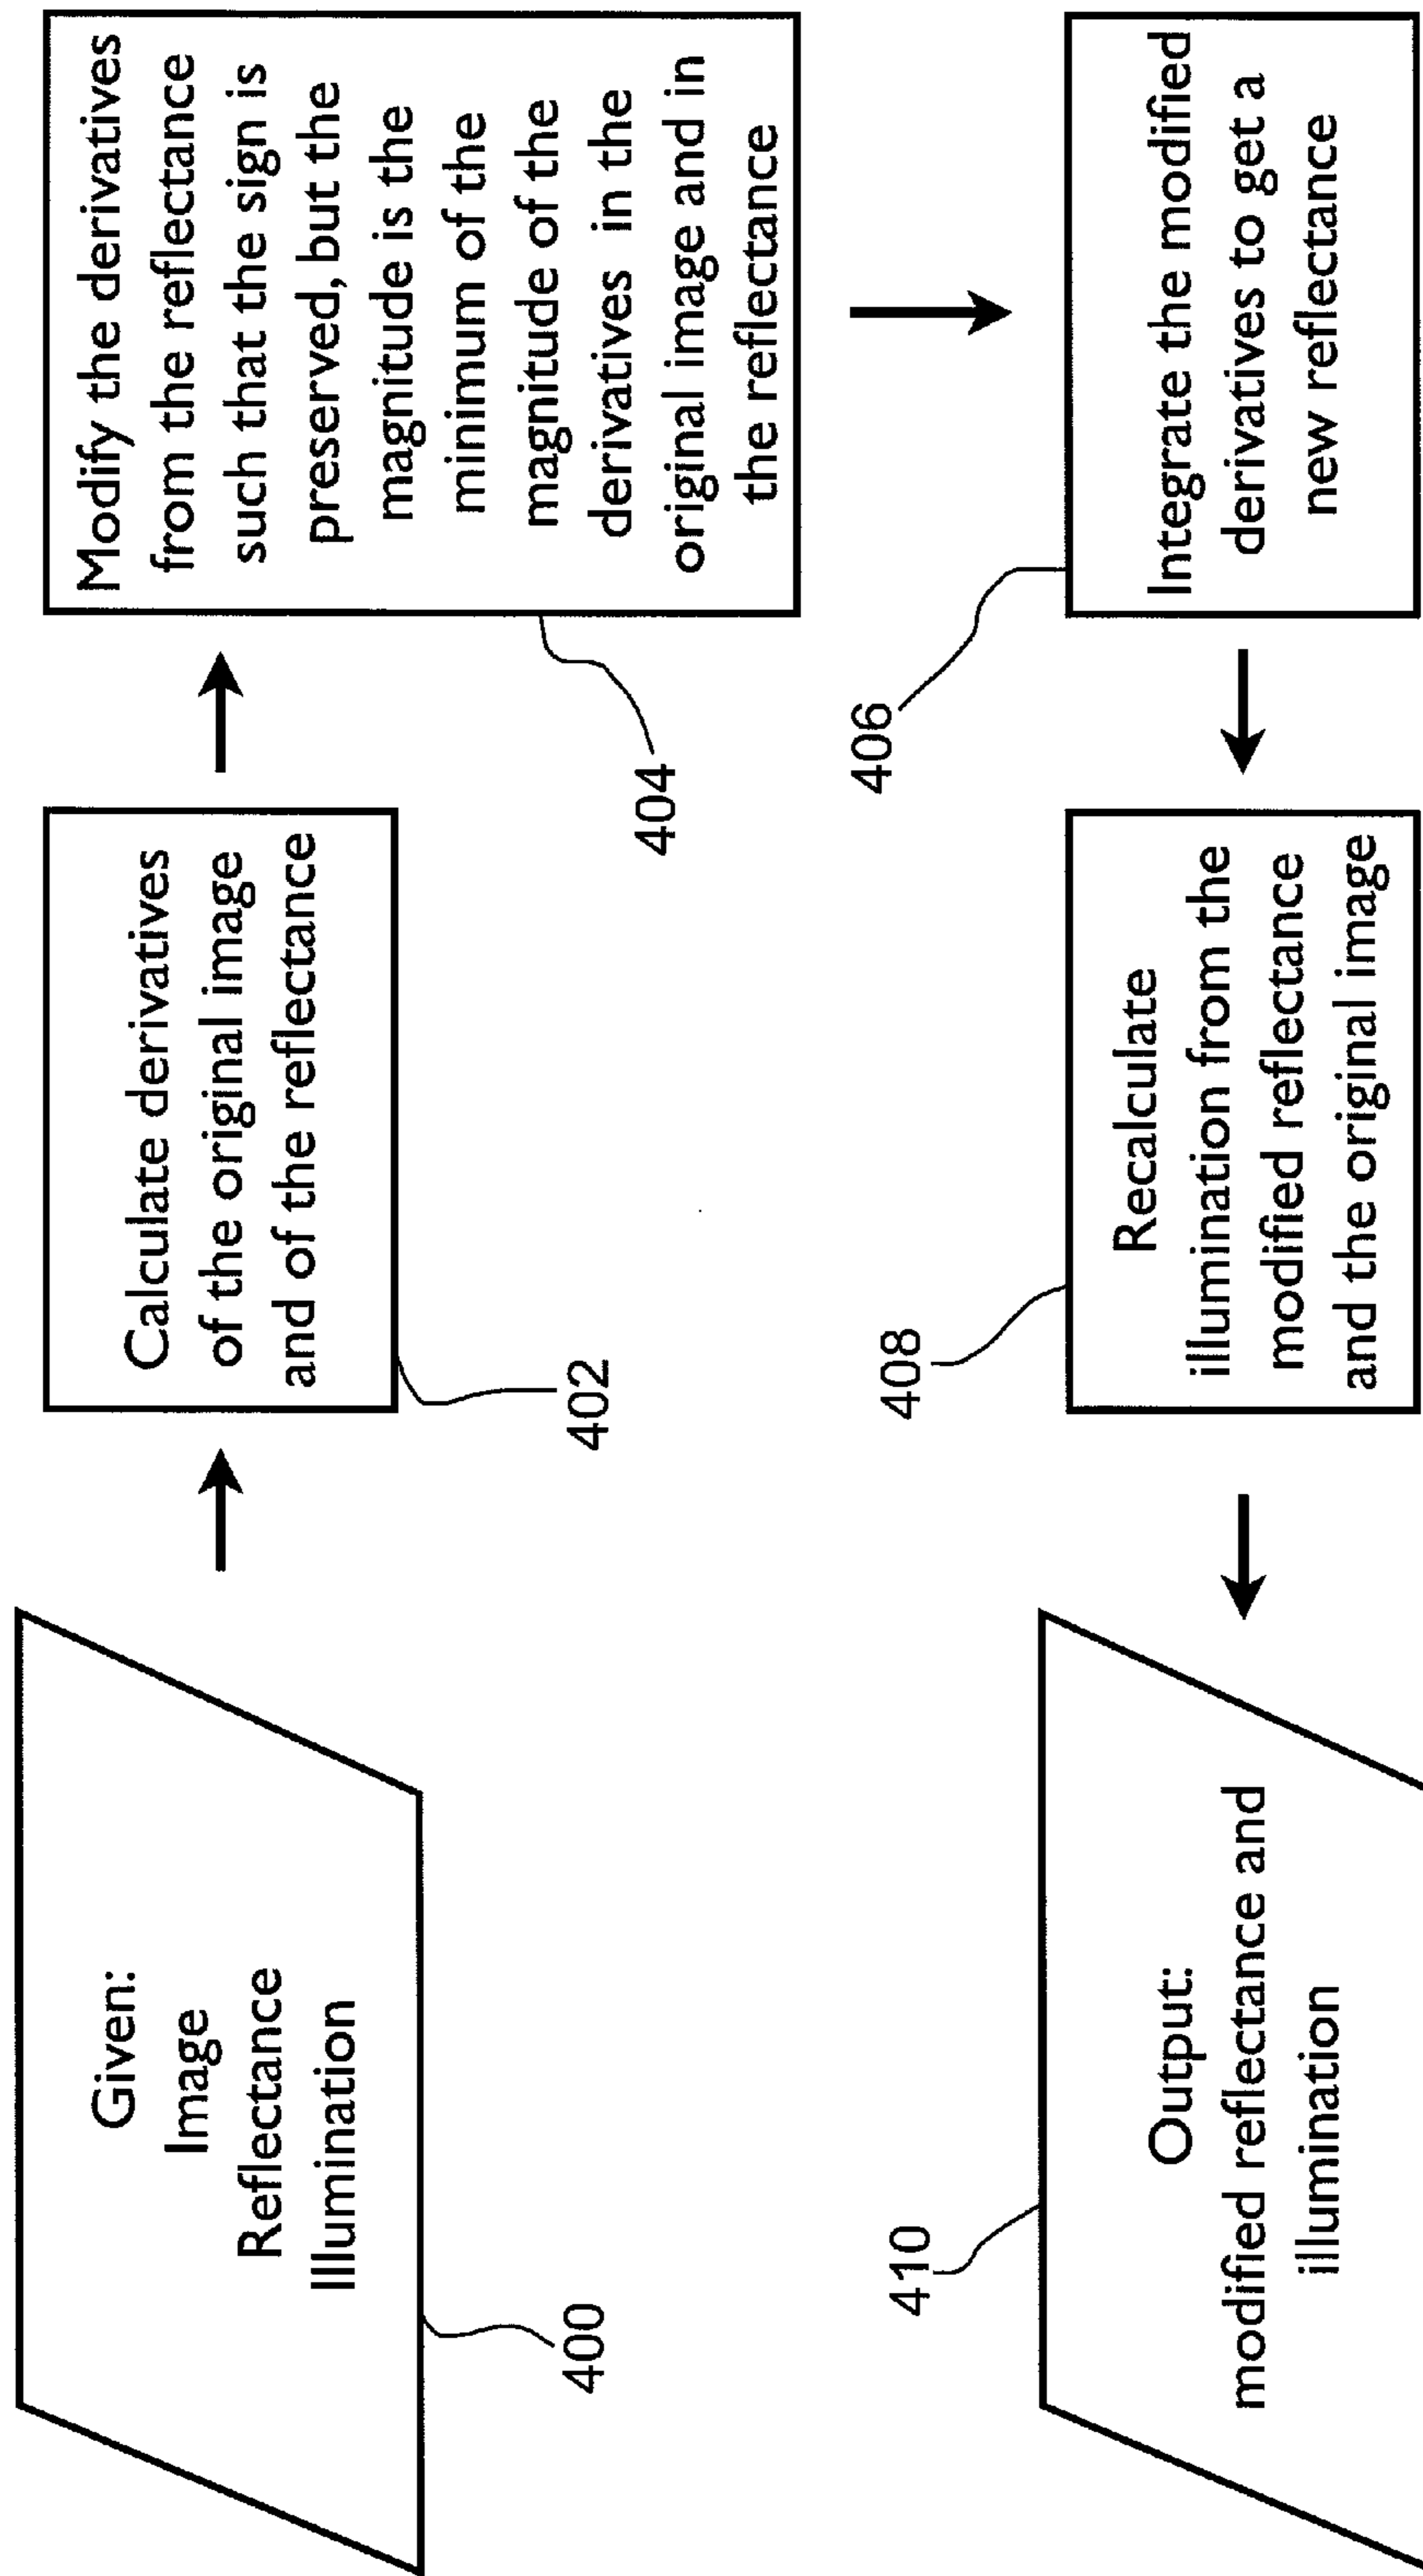 Given:
Image
Reflectance
Illumination
400
Calculate derivatives
of the original image
and of the reflectance
402
Modify the derivatives
from the reflectance
such that the sign is
preserved, but the
magnitude is the
minimum of the
magnitude of the
derivatives in the
original image and in
the reflectance
404
Integrate the modified
derivatives to get a
new reflectance
406
Recalculate
illumination from the
modified reflectance
and the original image
408
Output:
modified reflectance and
illumination
410